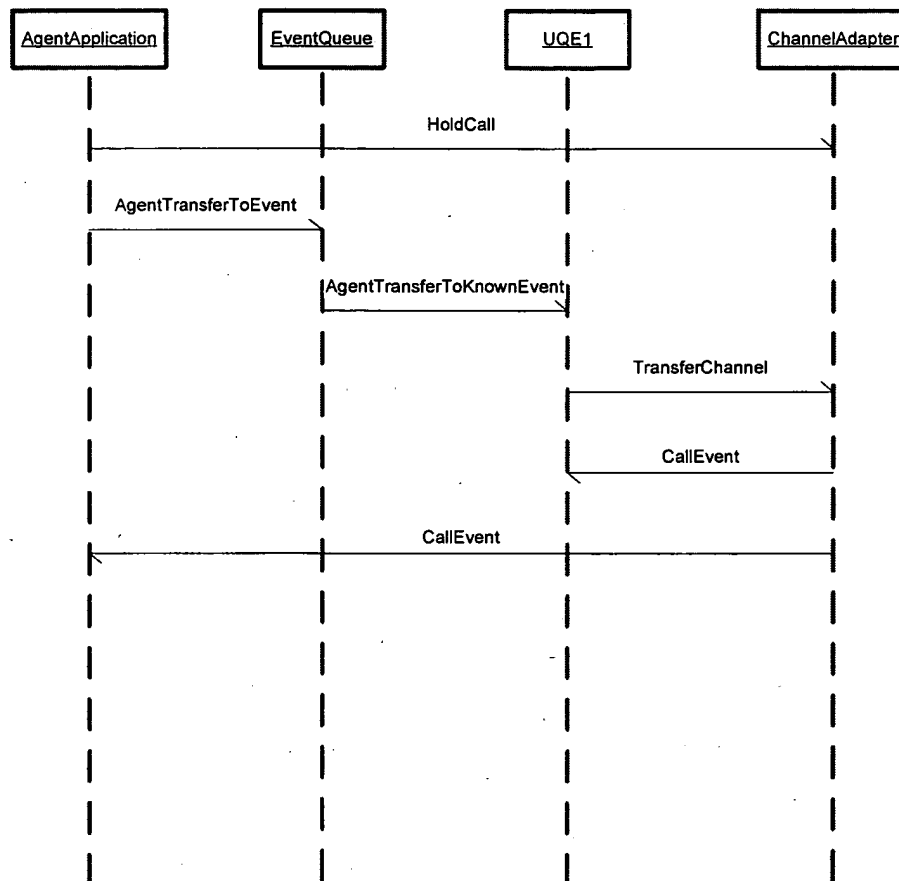 AgentApplication
EventQueue
UQE1
ChannelAdapter
HoldCall
AgentTransferToEvent
AgentTransferToKnownEvent
TransferChannel
CallEvent
CallEvent